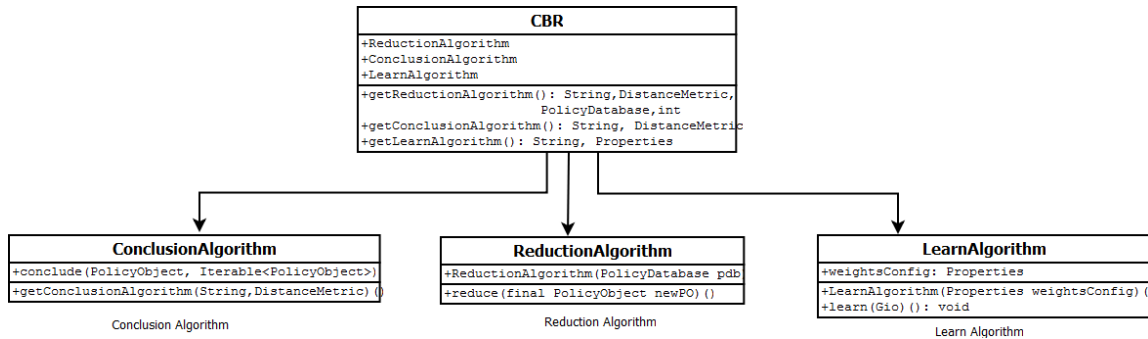 CBR
+ReductionAlgorithm
+ConclusionAlgorithm
+LearnAlgorithm
+getReductionAlgorithm(): String,DistanceMetric,
PolicyDatabase,int
+getConclusionAlgorithm(): String, DistanceMetric
+getLearnAlgorithm(): String, Properties
ConclusionAlgorithm
+conclude(PolicyObject, Iterable<PolicyObject>)
+getConclusionAlgorithm(String,DistanceMetric)()
Conclusion Algorithm
ReductionAlgorithm
+ReductionAlgorithm(PolicyDatabase pdb)
+reduce(final PolicyObject newPO)()
Reduction Algorithm
LearnAlgorithm
+weightsConfig: Properties
+LearnAlgorithm(Properties weightsConfig)(
+learn(Gio)(): void
Learn Algorithm